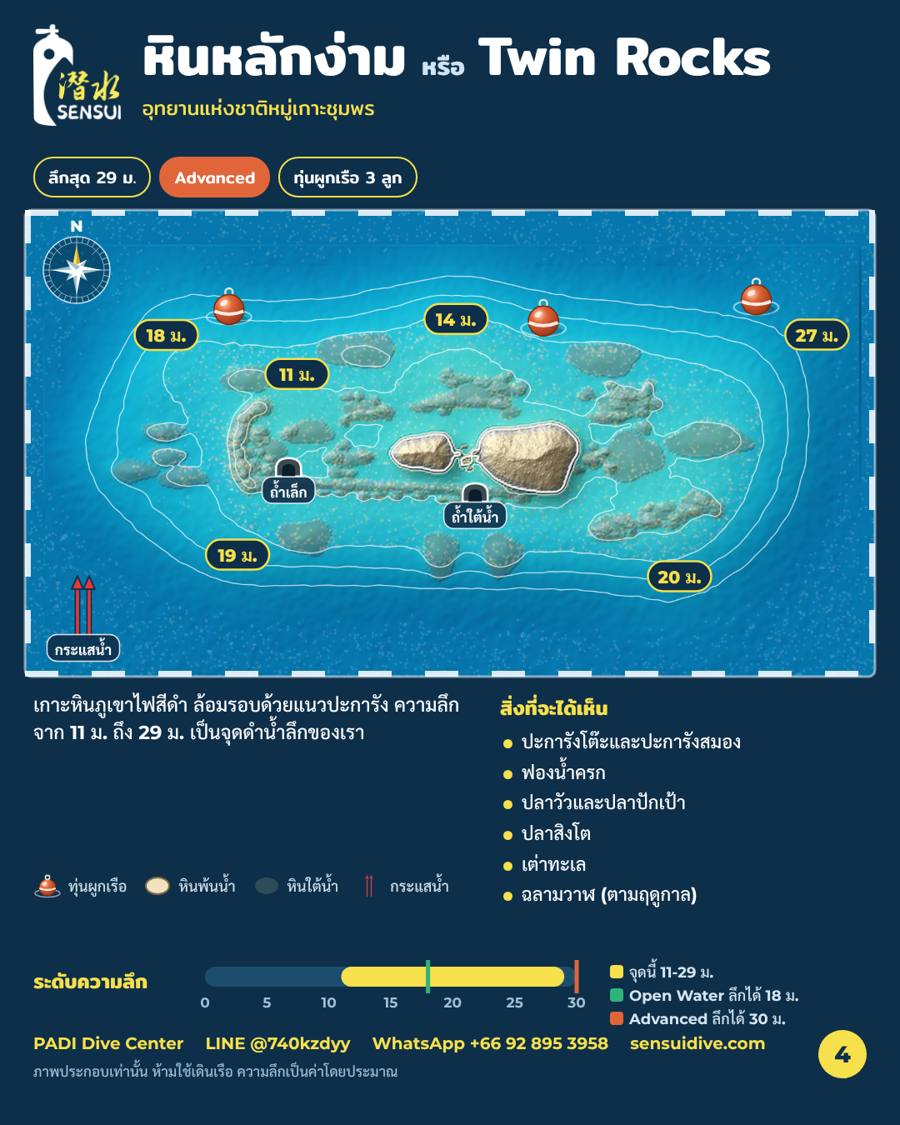 潜水
SENSUI
หินหลักง่าม หรือ Twin Rocks
อุทยานแห่งชาติหมู่เกาะชุมพร
ลึกสุด 29 ม.
Advanced
ทุ่นผูกเรือ 3 ลูก
N
18 ม.
14 ม.
27 ม.
11 ม.
ถ้ำเล็ก
ถ้ำใต้น้ำ
19 ม.
20 ม.
กระแสน้ำ
เกาะหินภูเขาไฟสีดำ ล้อมรอบด้วยแนวปะการัง ความลึก
จาก 11 ม. ถึง 29 ม. เป็นจุดดำน้ำลึกของเรา
สิ่งที่จะได้เห็น
ปะการังโต๊ะและปะการังสมอง
ฟองน้ำครก
ปลาวัวและปลาปักเป้า
ปลาสิงโต
เต่าทะเล
ฉลามวาฬ (ตามฤดูกาล)
ทุ่นผูกเรือ
หินพ้นน้ำ
หินใต้น้ำ
กระแสน้ำ
ระดับความลึก
0 5 10 15 20 25 30
จุดนี้ 11-29 ม.
Open Water ลึกได้ 18 ม.
Advanced ลึกได้ 30 ม.
PADI Dive Center LINE @740kzdyy WhatsApp +66 92 895 3958 sensuidive.com
ภาพประกอบเท่านั้น ห้ามใช้เดินเรือ ความลึกเป็นค่าโดยประมาณ
4